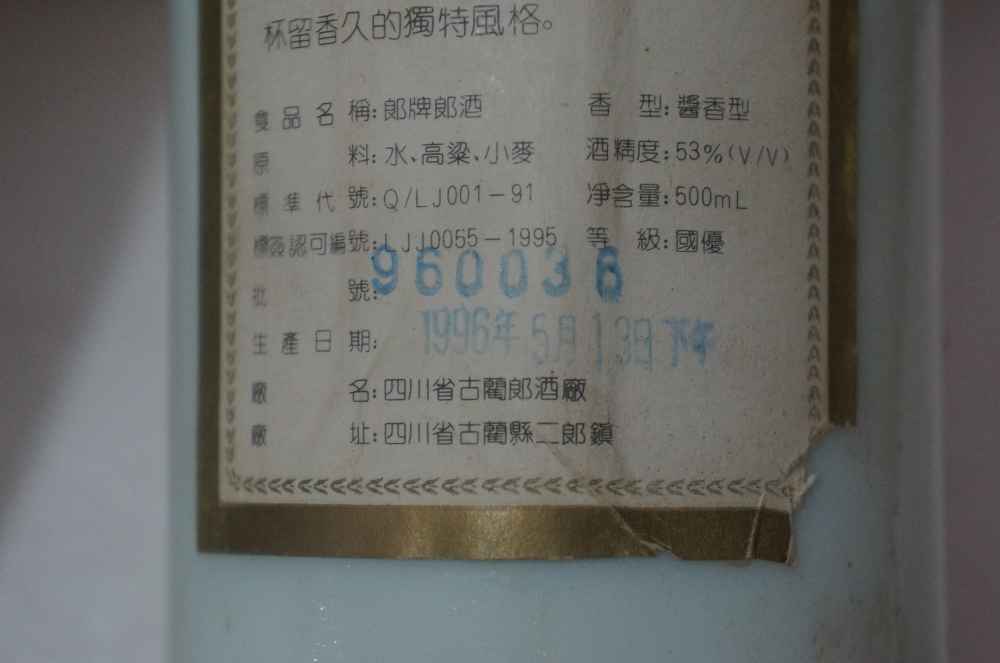 杯留香久的獨特風格。
食品名稱:郎牌郎酒 香型:醬香型
原料:水、高粱、小麥 酒精度:53%(V/V)
標準代號:Q/LJ001-91 净含量:500mL
標簽認可編號:LJJ0055-1995 等級:國優
批號:960036
生產日期:1996年5月13日下午
廠名:四川省古藺郎酒廠
廠址:四川省古藺縣二郎鎮